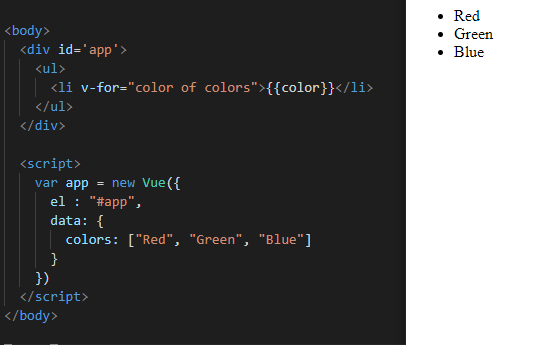 <body>
<div id='app'>
<ul>
<li v-for="color of colors">{{color}}</li>
</ul>
</div>
<script>
var app = new Vue({
el : "#app",
data: {
colors: ["Red", "Green", "Blue"]
}
})
</script>
</body>
Red
Green
Blue